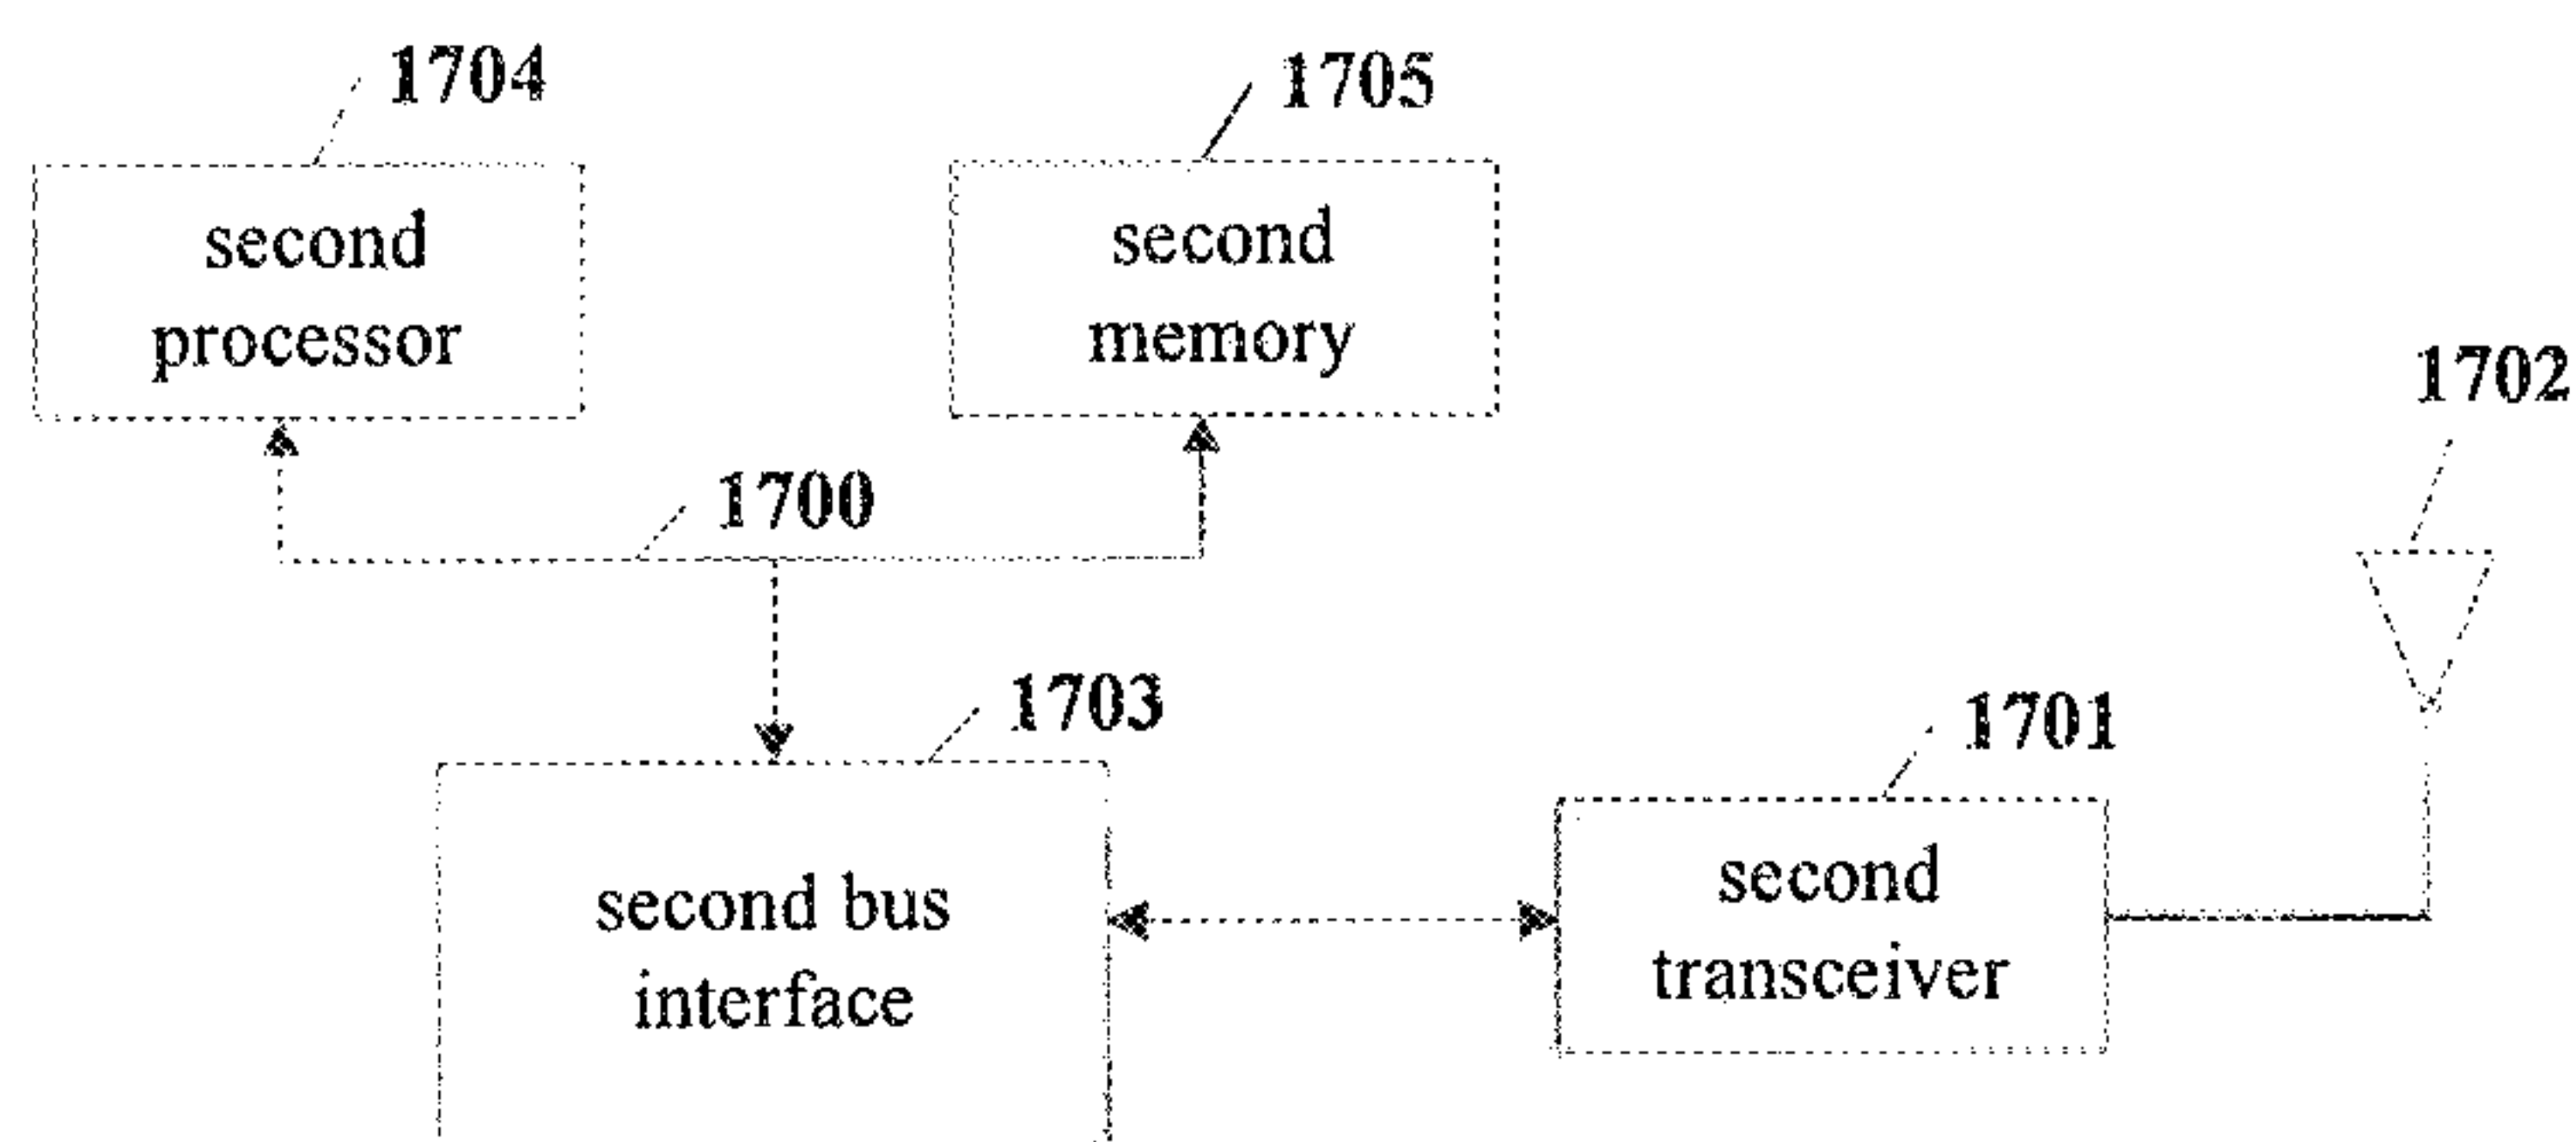 1704
1705
second
processor
second
memory
1702
1700
1703
1701
second bus
interface
second
transceiver